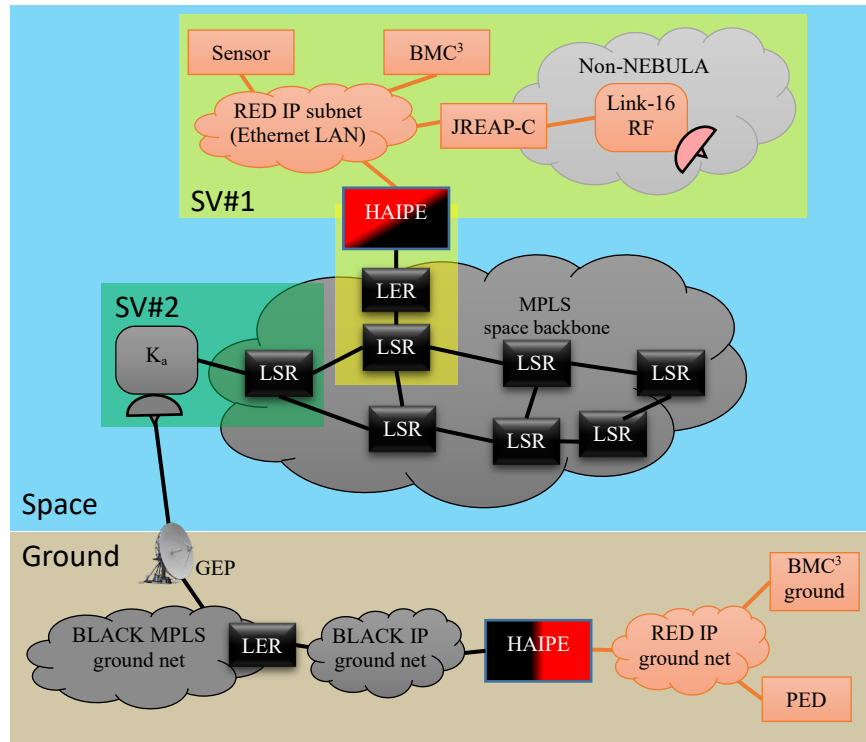 Sensor
BMC³
Non-NEBULA
RED IP subnet
(Ethernet LAN)
JREAP-C
Link-16
RF
SV#1
HAIPE
LER
SV#2
MPLS
space backbone
Kₐ
LSR
LSR
LSR
LSR
LSR
LSR
LSR
Space
Ground
GEP
BMC³
ground
BLACK MPLS
ground net
LER
BLACK IP
ground net
HAIPE
RED IP
ground net
PED